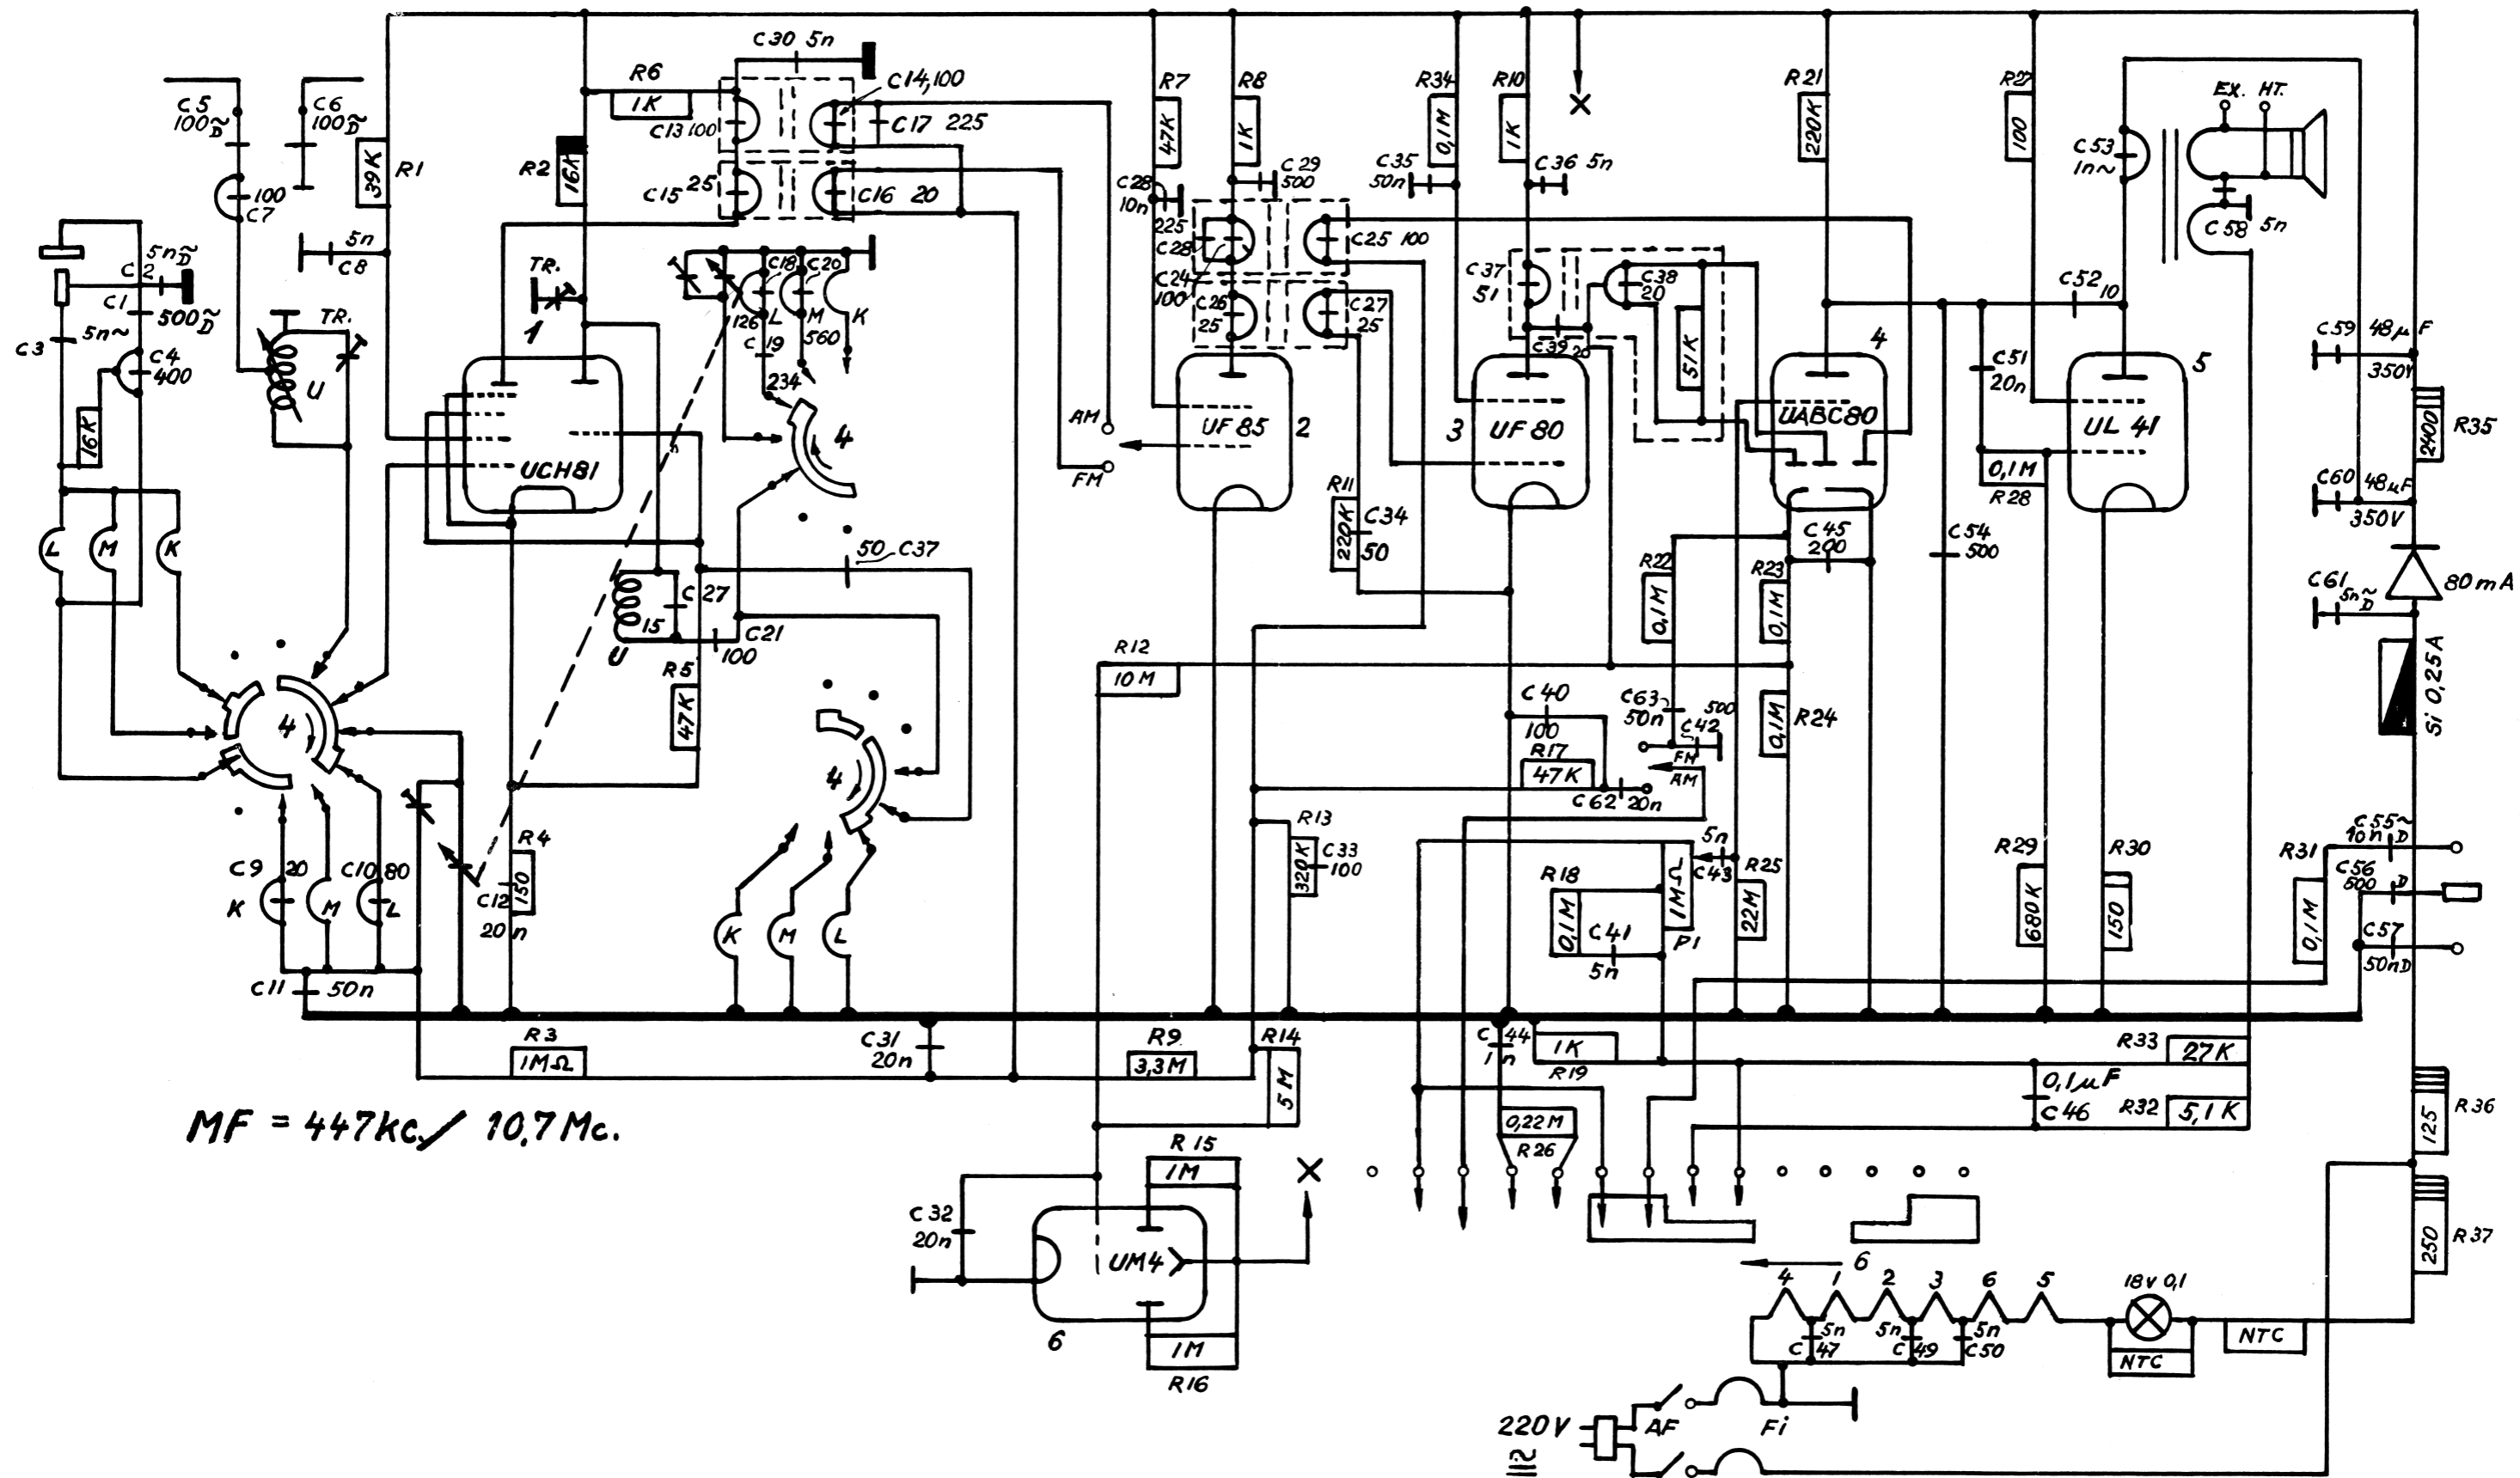 C30 5n
R6
1K
C14,100
C13 100
C17 225
C15 25
C16 20
C5
100~D
C6
100~D
100
C7
39K
R1
R2
16K
5n
C8
5n~D
C2
C1
500~D
C3
5n~
C4
400
16K
TR.
U
TR.
1
UCH81
C18
C20
126
L
M
K
560
C19
234
4
AM
FM
R7
47K
R8
1K
C28
10n
C29
500
225
C28
C24
100
C25 100
C26
25
C27
25
UF 85
2
R34
0,1M
R10
1K
C35
50n
C36 5n
X
C37
51
C38
20
C39 20
51K
3
UF 80
R11
220K
C34
50
R21
220K
4
UABC80
R27
100
C52
10
C51
20n
0,1M
R28
UL 41
5
C53
1n~
EX. HT.
C58 5n
C59 48µF
350V
R35
2400
C60 48µF
350V
80mA
C61
5n~D
Si 0,25A
L
M
K
4
15
U
C27
C21
100
50 C37
R5
47K
4
R12
10M
R22
0,1M
R23
0,1M
C45
200
C54
500
C40
100
R17
47K
C63
50n
500
C42
FM
AM
C62 20n
R24
0,1M
R13
320K
C33
100
R18
0,1M
C41
5n
1MΩ
P1
5n
C43
R25
22M
R29
680K
R30
150
R31
0,1M
C55~
10n D
C56
500 D
C57
50n D
C9 20
K
M
C10 80
L
R4
150
C12
20n
K
M
L
C11 50n
R3
1MΩ
C31
20n
R9
3,3M
R14
5M
C44
1n
1K
R19
R33
27K
0,1µF
C46
R32
5,1K
R36
125
R37
250
0,22M
R26
MF = 447kc./ 10,7Mc.
R15
1M
X
C32
20n
UM4
6
1M
R16
6
4 1 2 3 6 5
18V 0,1
5n
C47
5n
C49
5n
C50
NTC
NTC
220V
AF
Fi